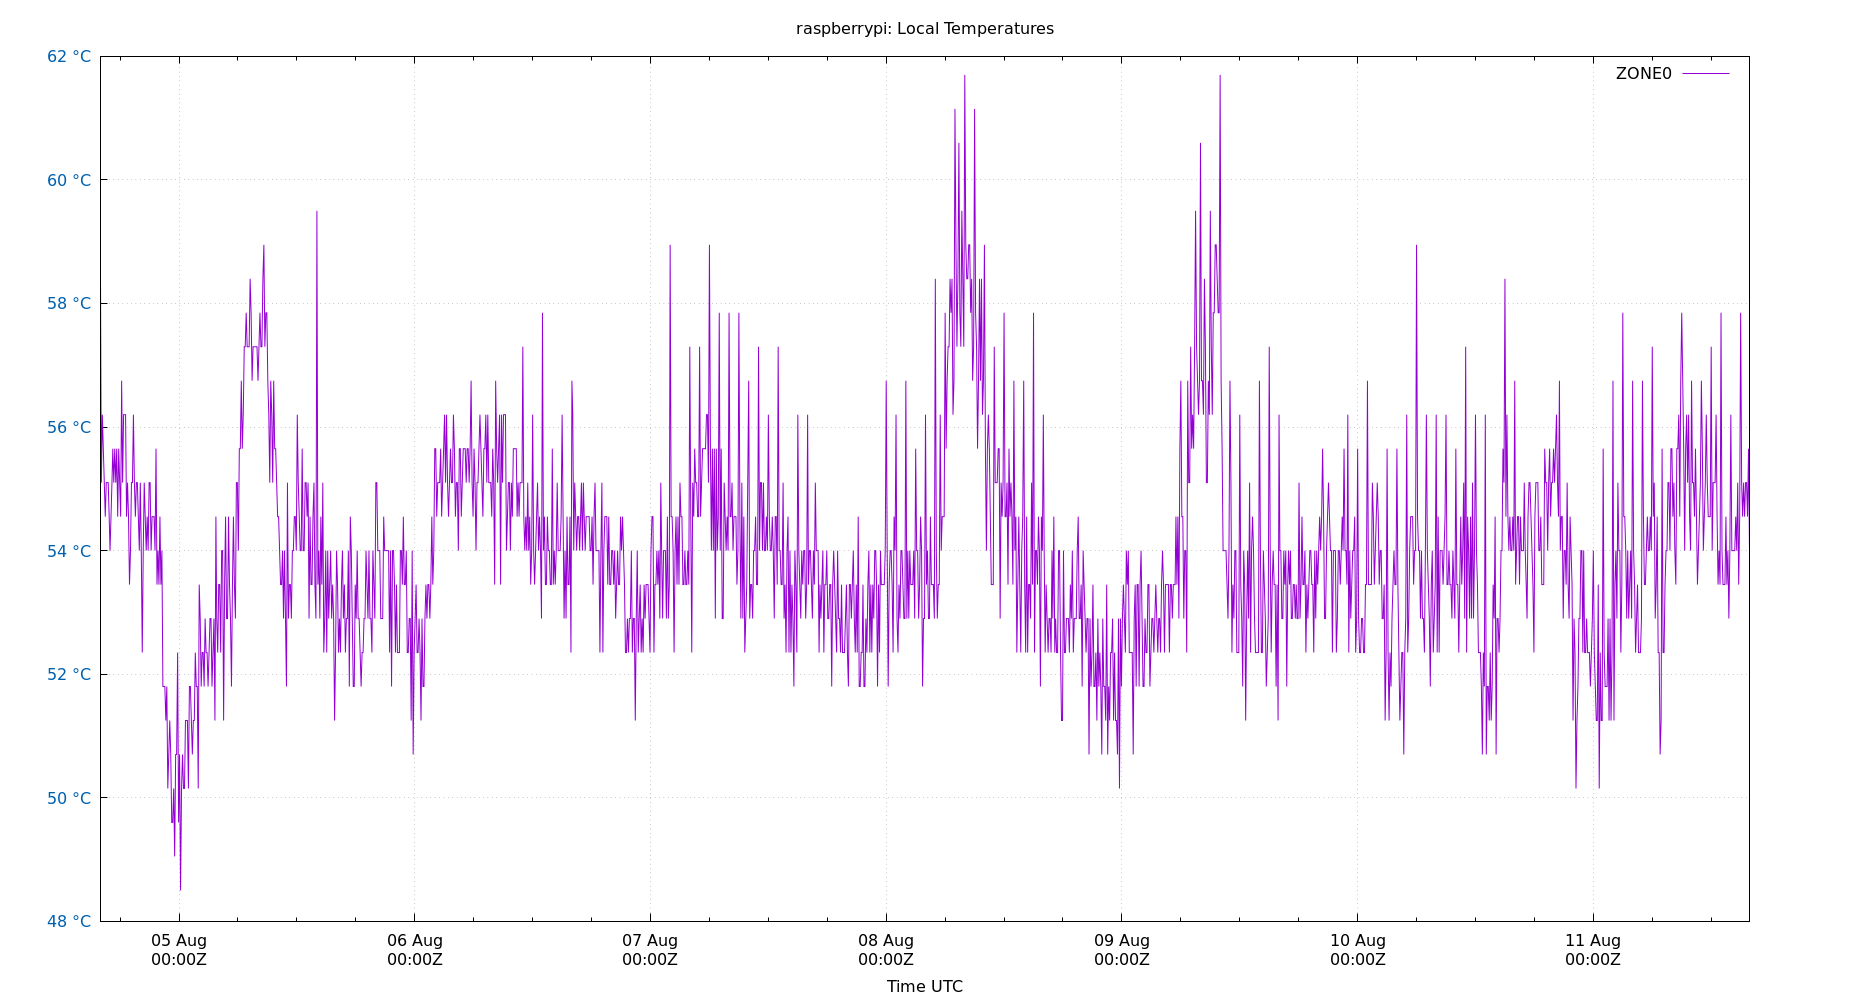 raspberrypi: Local Temperatures
62 °C
ZONE0
60 °C
58 °C
56 °C
54 °C
52 °C
50 °C
48 °C
05 Aug 06 Aug 07 Aug 08 Aug 09 Aug 10 Aug 11 Aug
00:00Z 00:00Z 00:00Z 00:00Z 00:00Z 00:00Z 00:00Z
Time UTC